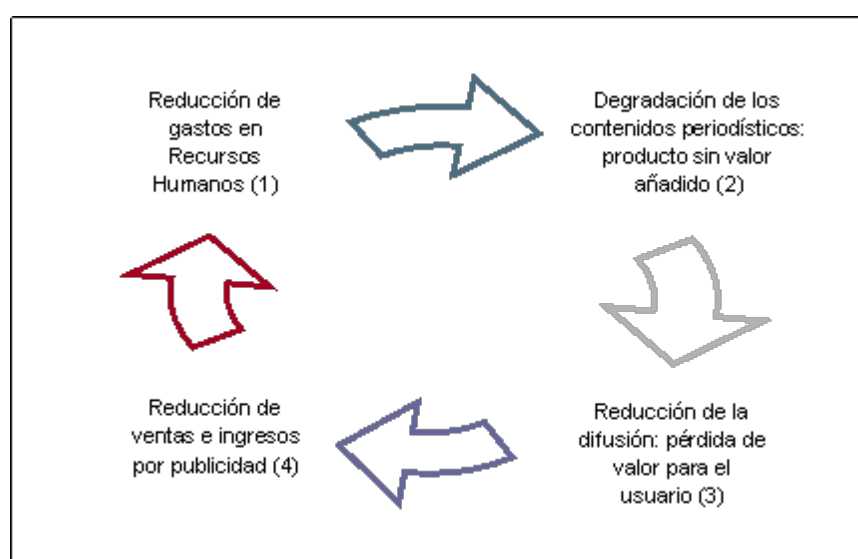 Reducción de
gastos en
Recursos
Humanos (1)
Degradación de los
contenidos periodísticos:
producto sin valor
añadido (2)
Reducción de la
difusión: pérdida de
valor para el
usuario (3)
Reducción de
ventas e ingresos
por publicidad (4)